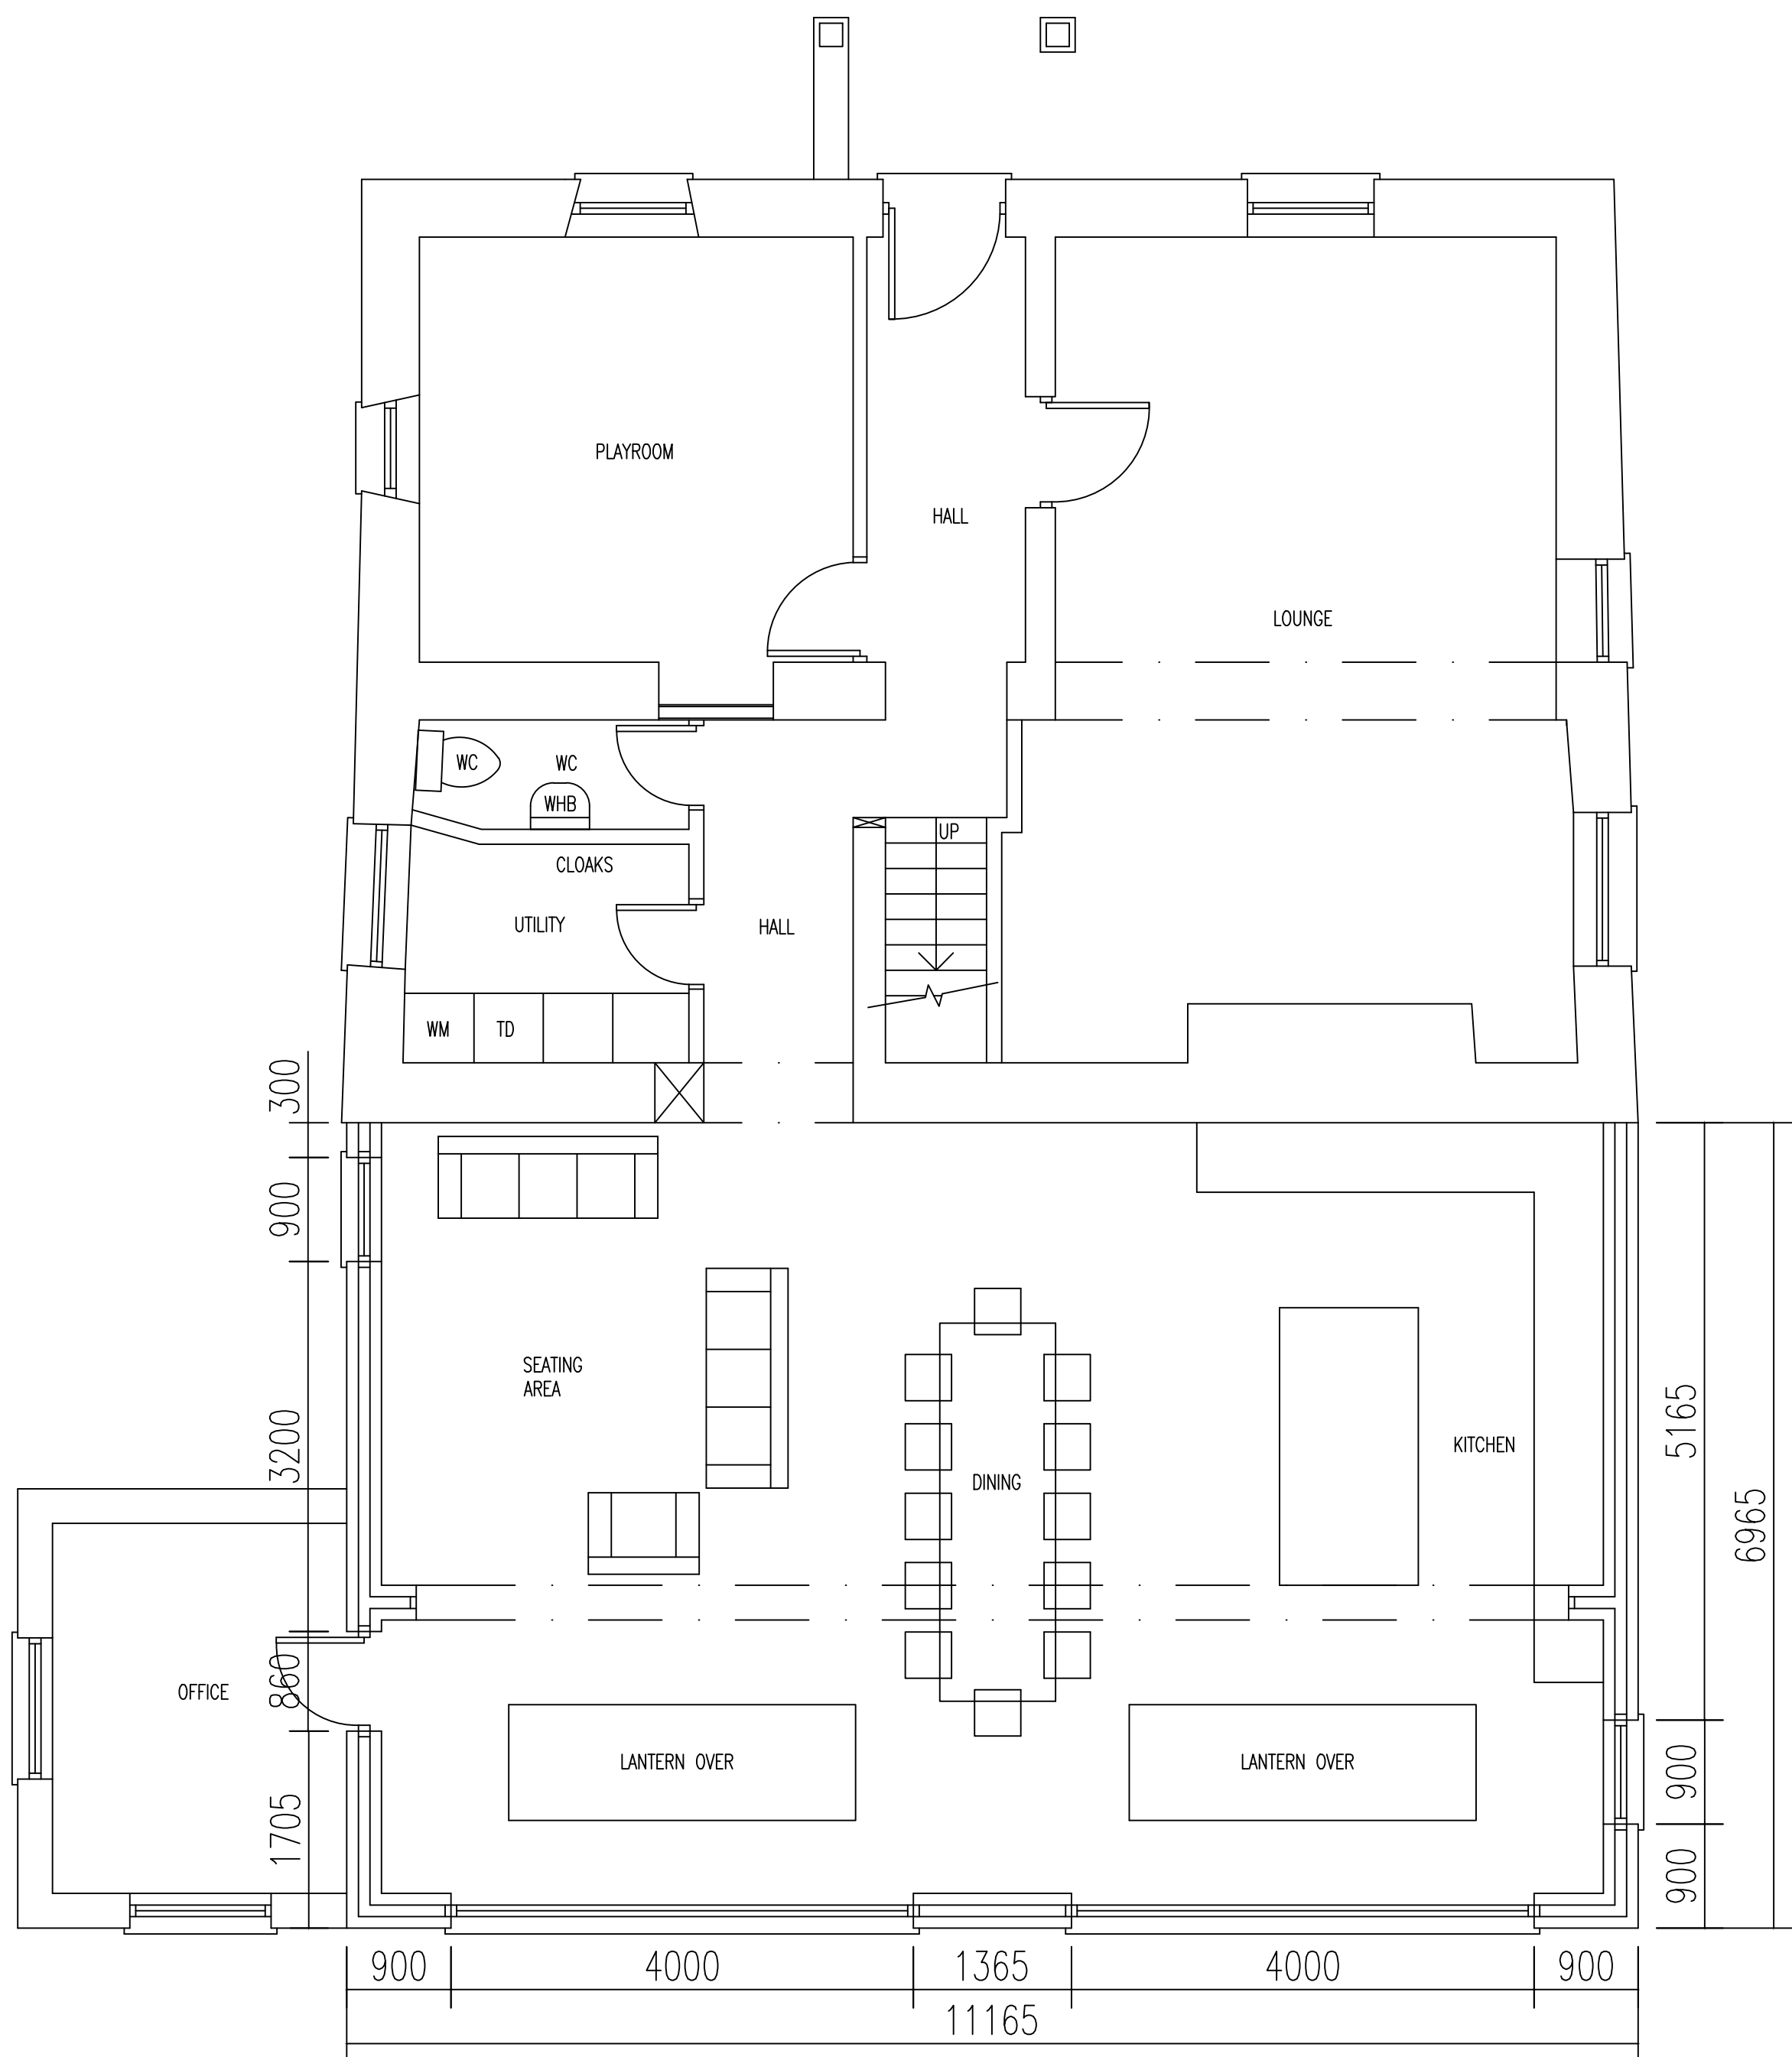 PLAYROOM
HALL
LOUNGE
WC
WC
WHB
UP
CLOAKS
UTILITY
HALL
WM
TD
300
900
3200
860
1705
SEATING
AREA
DINING
KITCHEN
5165
6965
900
900
OFFICE
LANTERN OVER
LANTERN OVER
900
4000
1365
4000
900
11165